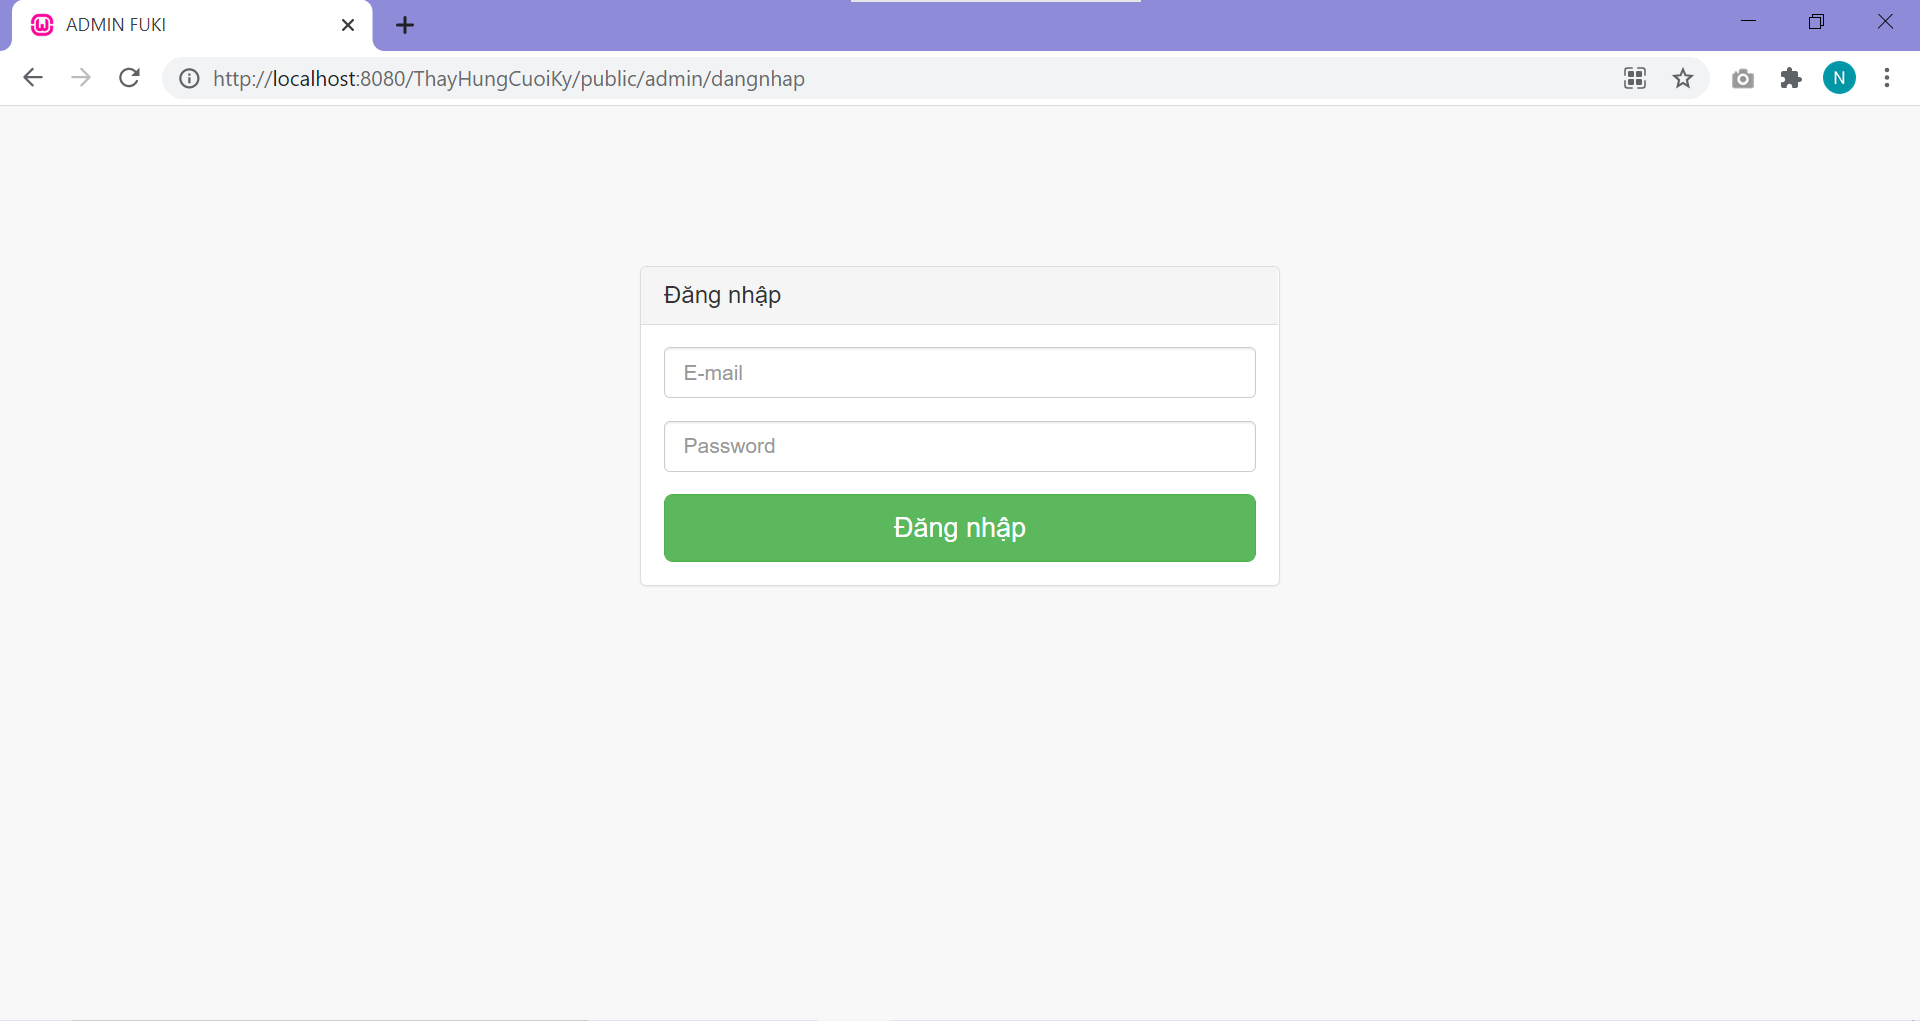 ADMIN FUKI
http://localhost:8080/ThayHungCuoiKy/public/admin/dangnhap
N
Đăng nhập
E-mail
Password
Đăng nhập